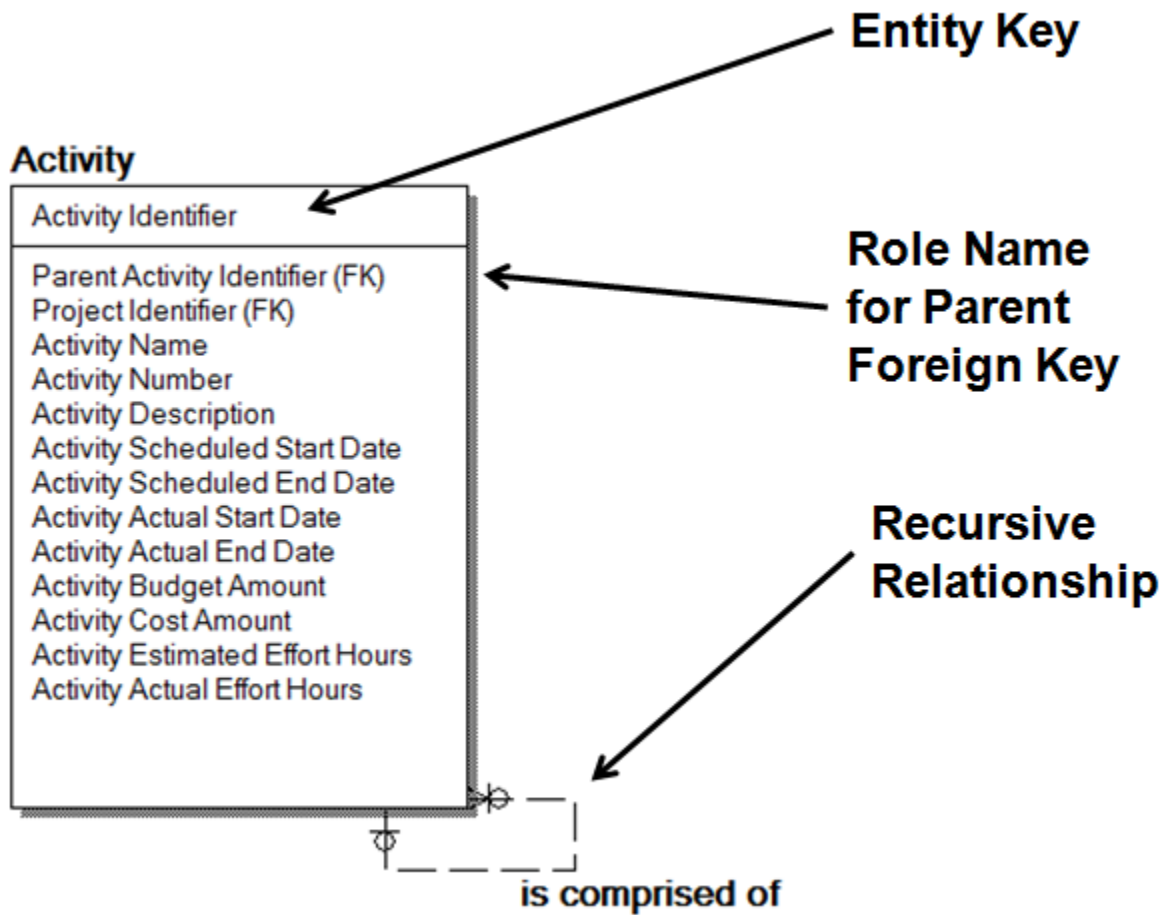 Entity Key
Activity
Activity Identifier
Parent Activity Identifier (FK)
Project Identifier (FK)
Activity Name
Activity Number
Activity Description
Activity Scheduled Start Date
Activity Scheduled End Date
Activity Actual Start Date
Activity Actual End Date
Activity Budget Amount
Activity Cost Amount
Activity Estimated Effort Hours
Activity Actual Effort Hours
Role Name
for Parent
Foreign Key
Recursive
Relationship
is comprised of